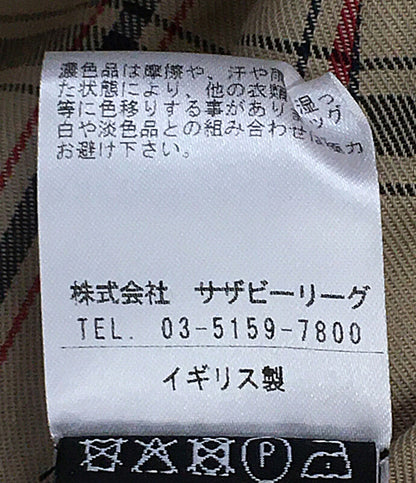 濃色品は摩擦や、汗や雨
た状態により、他の衣類
等に色移りする事があり
白や淡色品との組み合わせは極力
お避け下さい。
株式会社 サザビーリーグ
TEL. 03-5159-7800
イギリス製
P